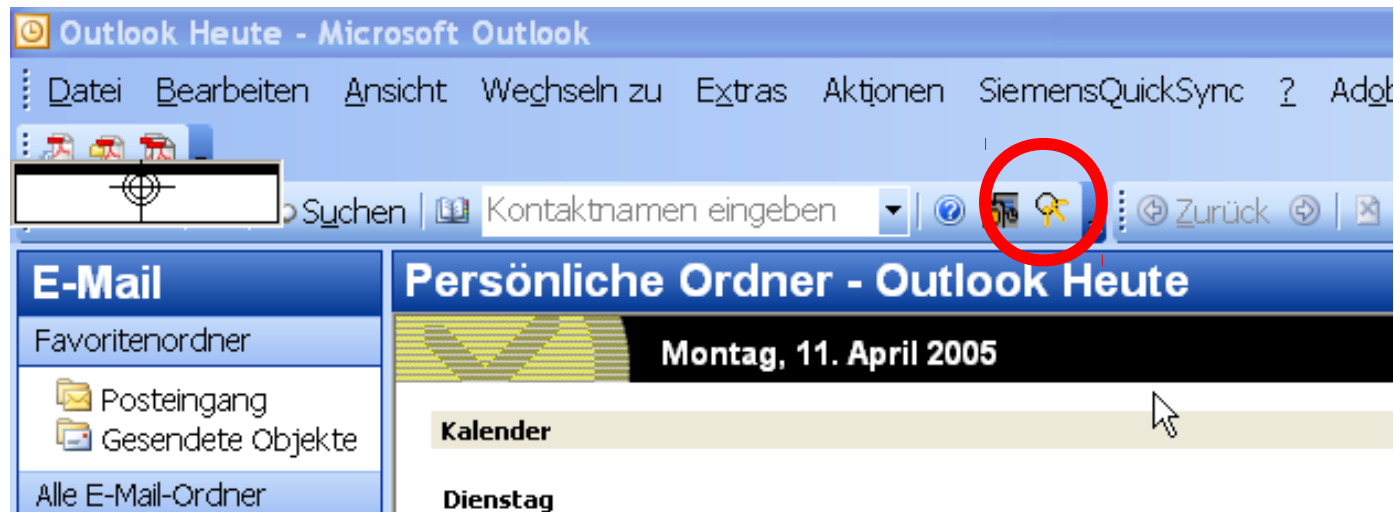 Outlook Heute - Microsoft Outlook
Datei Bearbeiten Ansicht Wechseln zu Extras Aktionen SiemensQuickSync ?
Suchen Kontaktnamen eingeben Zurück
E-Mail
Persönliche Ordner - Outlook Heute
Favoritenordner
Montag, 11. April 2005
Posteingang
Gesendete Objekte
Kalender
Alle E-Mail-Ordner
Dienstag